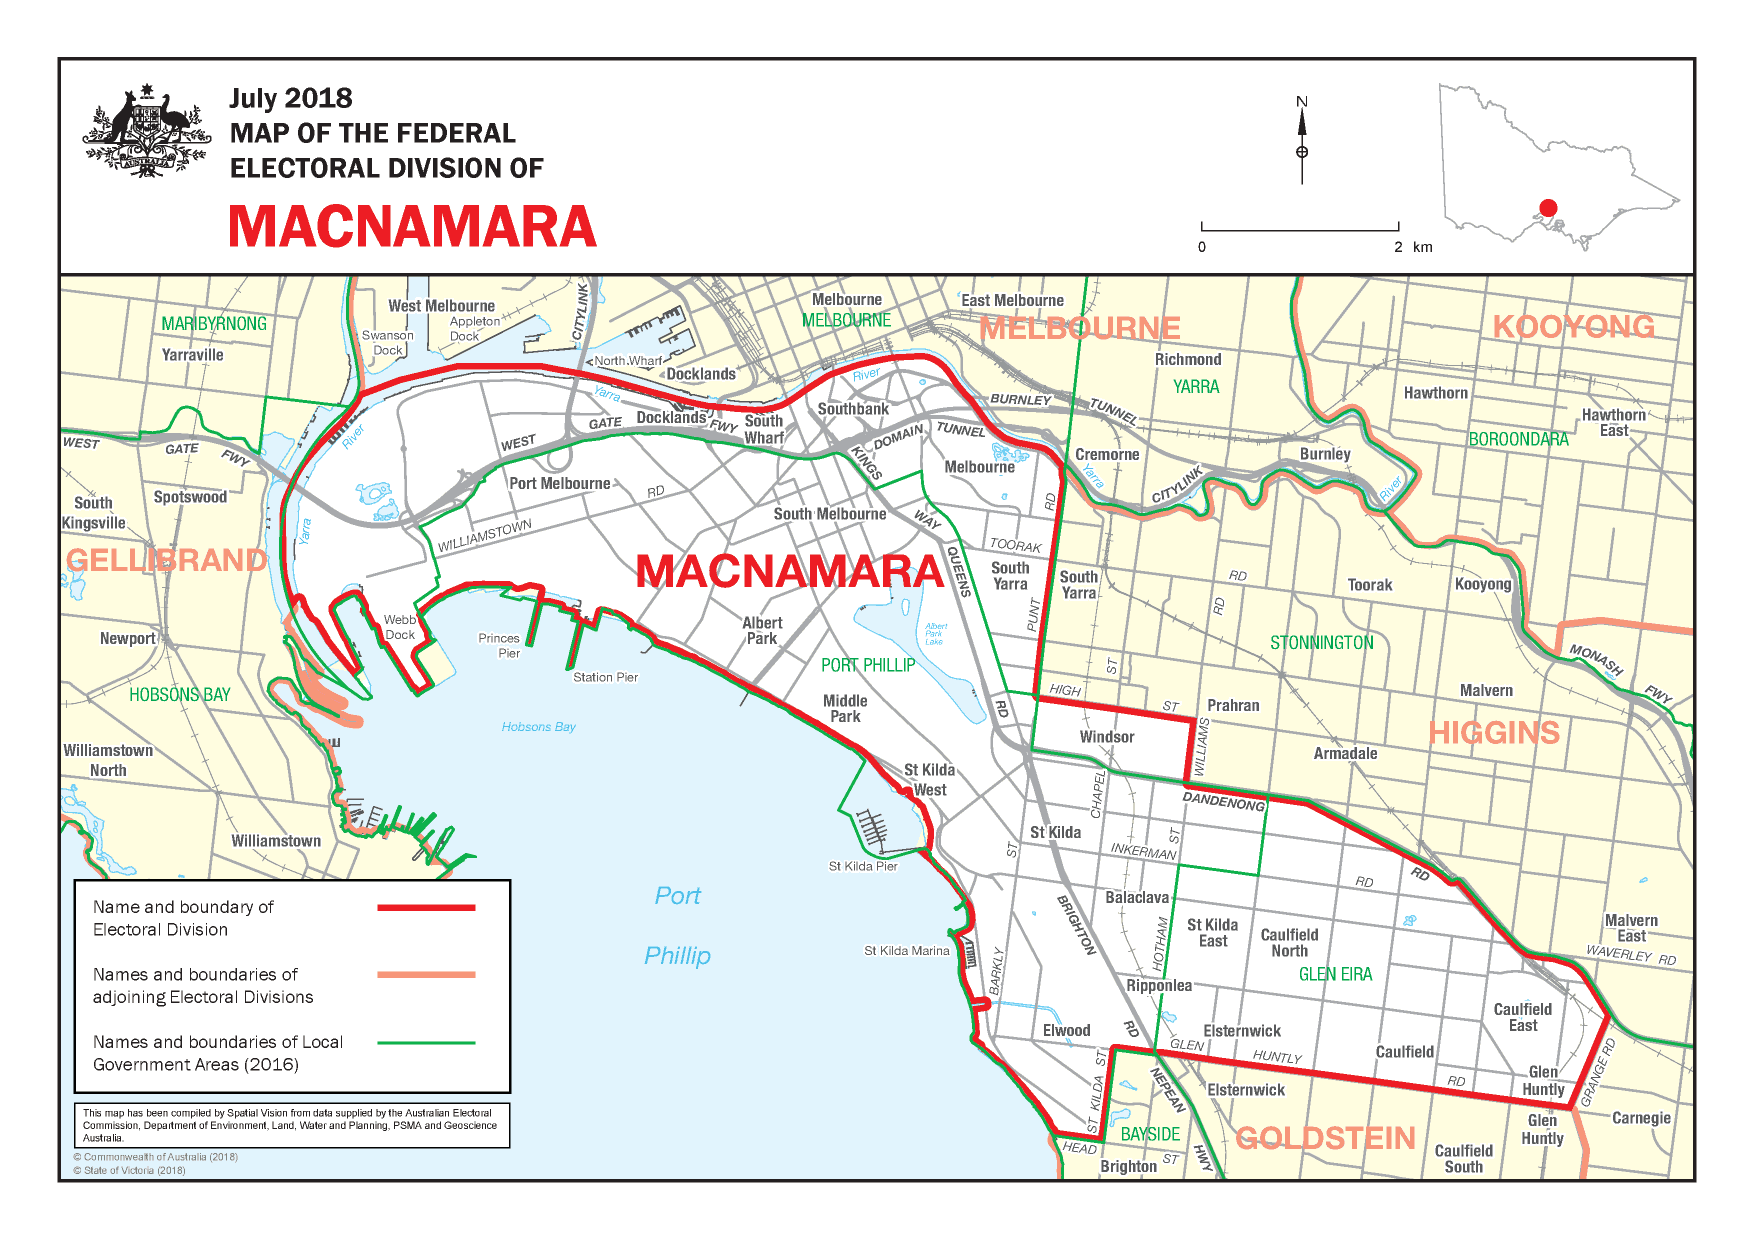 July 2018
MAP OF THE FEDERAL
ELECTORAL DIVISION OF
MACNAMARA
AUSTRALIA
N
0 2 km
West Melbourne
Appleton
Dock
Swanson
Dock
MARIBYRNONG
Yarraville
CITYLINK
North Wharf
Docklands
Melbourne
MELBOURNE
East Melbourne
MELBOURNE
KOOYONG
Richmond
YARRA
Hawthorn
Hawthorn
East
BOROONDARA
River
Yarra
BURNLEY
TUNNEL
Southbank
Docklands
GATE
FWY
South
Wharf
WEST
DOMAIN
TUNNEL
KINGS
Melbourne
Cremorne
Burnley
Yarra
CITYLINK
River
WEST
GATE
FWY
River
South
Kingsville
Spotswood
Port Melbourne
RD
WILLIAMSTOWN
South Melbourne
WAY
RD
Yarra
GELLIBRAND
MACNAMARA
QUEENS
TOORAK
South
Yarra
South
Yarra
RD
RD
Toorak
Kooyong
PUNT
Webb
Dock
Newport
Princes
Pier
Station Pier
Albert
Park
Albert
Park
Lake
PORT PHILLIP
STONNINGTON
MONASH
FWY
HOBSONS BAY
Hobsons Bay
Middle
Park
RD
HIGH
ST
ST
Prahran
Malvern
HIGGINS
Windsor
WILLIAMS
Armadale
Williamstown
North
St Kilda
West
CHAPEL
DANDENONG
RD
Williamstown
St Kilda
St Kilda Pier
ST
INKERMAN
ST
RD
Port
Phillip
Balaclava
BRIGHTON
St Kilda
East
Caulfield
North
HOTHAM
GLEN EIRA
Malvern
East
WAVERLEY RD
St Kilda Marina
BARKLY
Ripponlea
Caulfield
East
Elwood
RD
Elsternwick
GLEN
HUNTLY
RD
Caulfield
Glen
Huntly
GRANGE RD
ST KILDA ST
NEPEAN
HWY
Elsternwick
Glen
Huntly
Carnegie
BAYSIDE
GOLDSTEIN
Caulfield
South
HEAD
ST
Brighton
Name and boundary of
Electoral Division
Names and boundaries of
adjoining Electoral Divisions
Names and boundaries of Local
Government Areas (2016)
This map has been compiled by Spatial Vision from data supplied by the Australian Electoral
Commission, Department of Environment, Land, Water and Planning, PSMA and Geoscience
Australia.
© Commonwealth of Australia (2018)
© State of Victoria (2018)